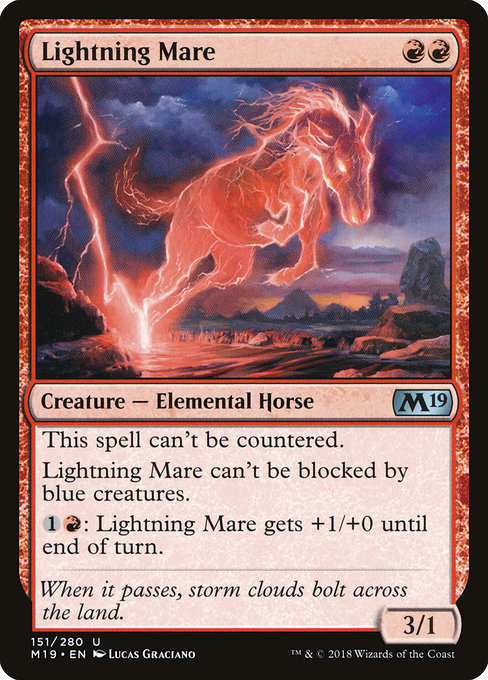 Lightning Mare
Creature — Elemental Horse
M19
This spell can't be countered.
Lightning Mare can't be blocked by
blue creatures.
1: Lightning Mare gets +1/+0 until
end of turn.
When it passes, storm clouds bolt across
the land.
3/1
151/280 U
M19 • EN Lucas Graciano
™ & © 2018 Wizards of the Coast